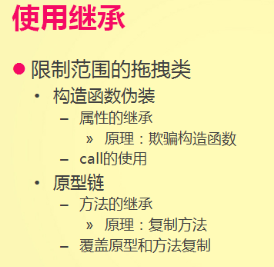 使用继承
● 限制范围的拖拽类
• 构造函数伪装
– 属性的继承
» 原理：欺骗构造函数
– call的使用
• 原型链
– 方法的继承
» 原理：复制方法
– 覆盖原型和方法复制